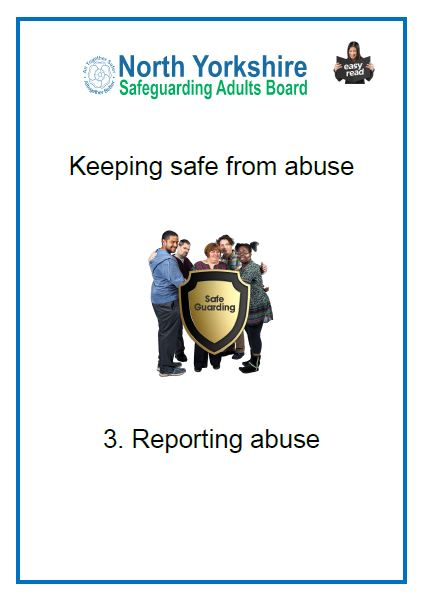 North Yorkshire
Safeguarding Adults Board
easy
read
Keeping safe from abuse
Safe
Guarding
3. Reporting abuse